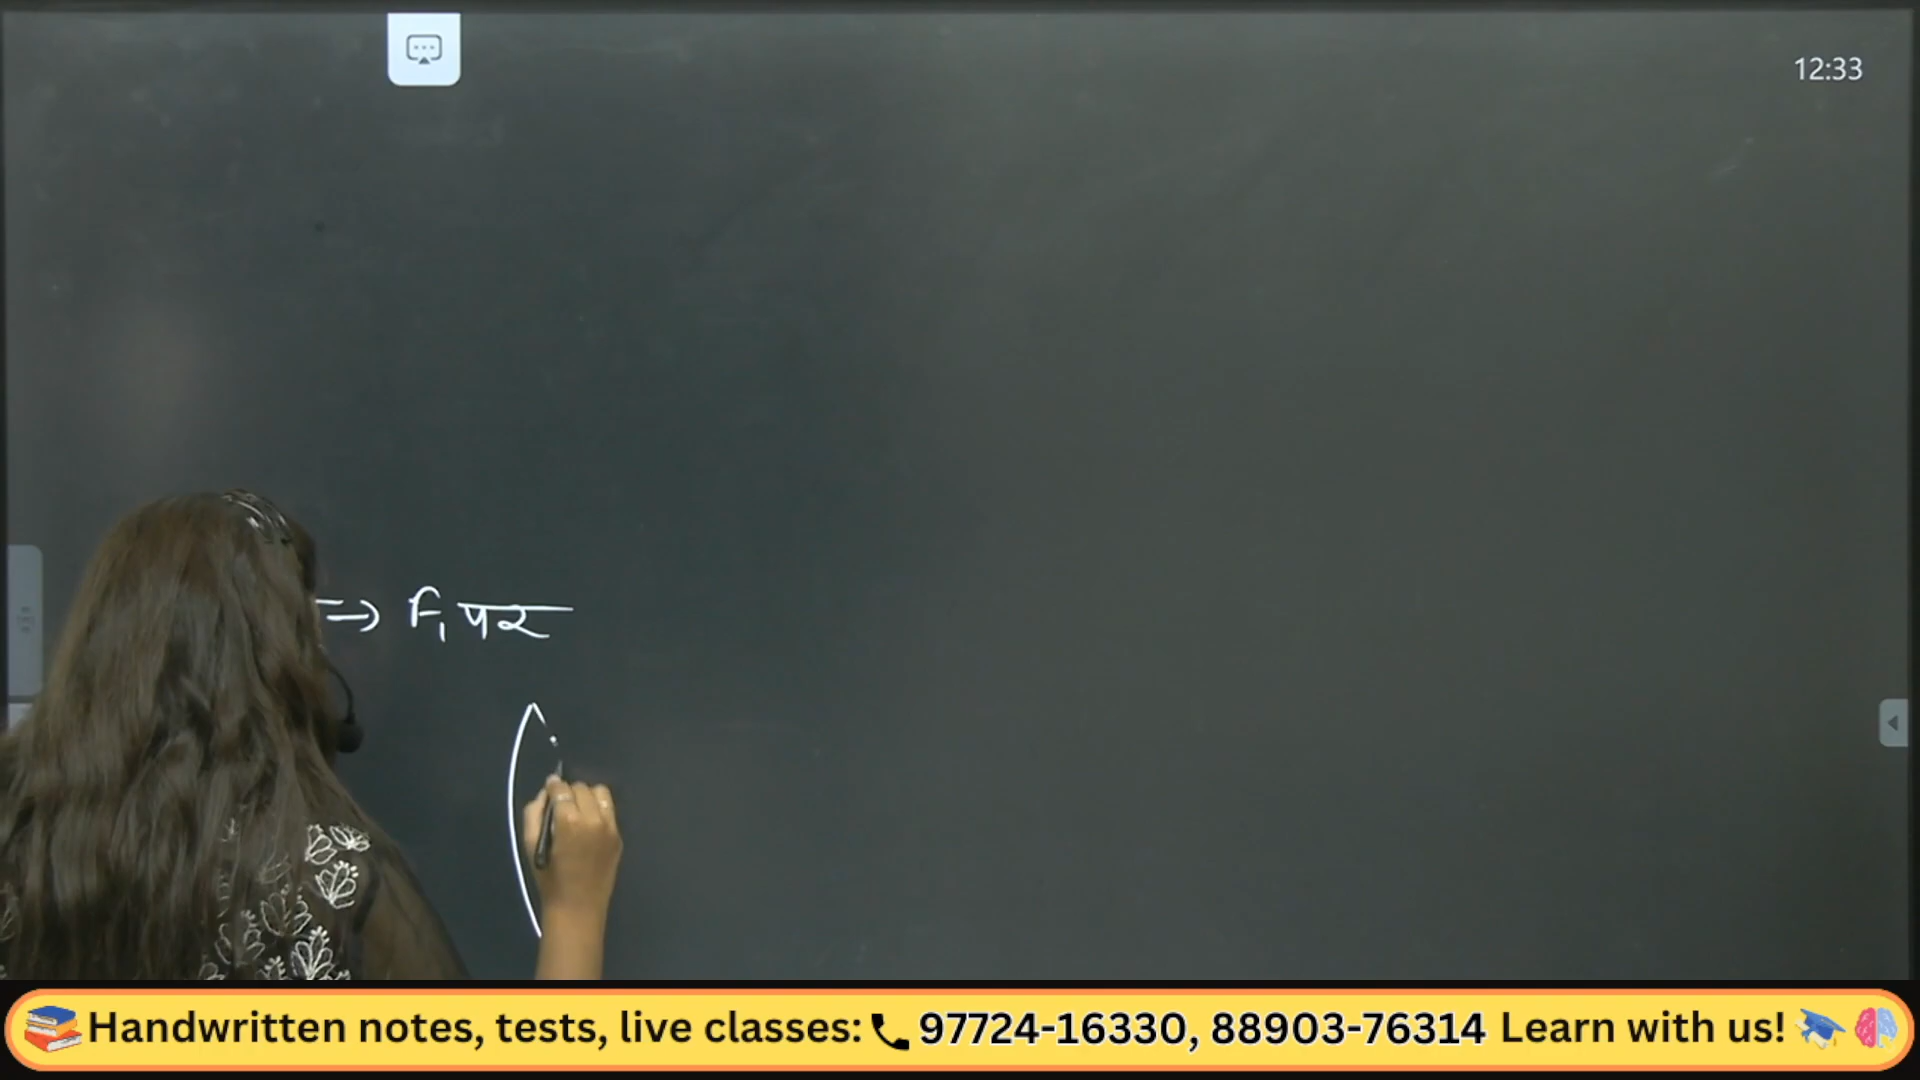 12:33
⇒ F₁ पर
Handwritten notes, tests, live classes: 97724-16330, 88903-76314 Learn with us!